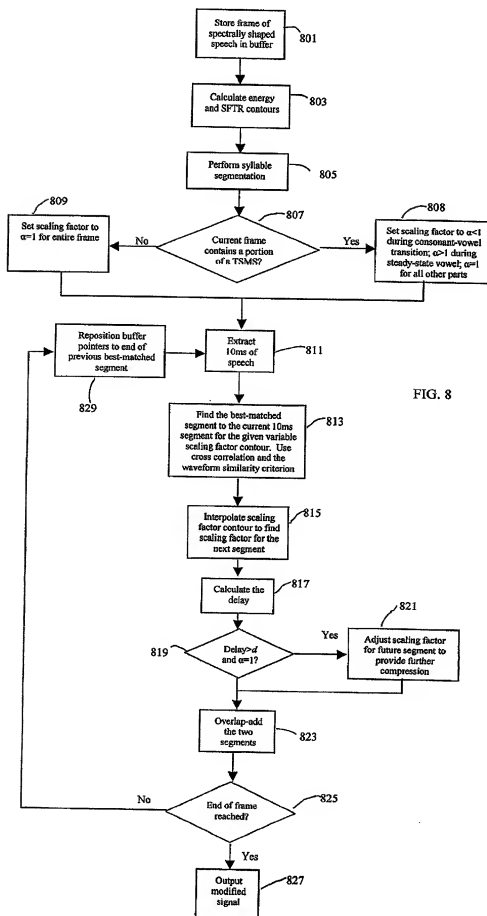 Store frame of
spectrally shaped
speech in buffer
801
Calculate energy
and SFTR contours
803
Perform syllable
segmentation
805
809
Set scaling factor to
α=1 for entire frame
No
807
Current frame
contains a portion
of a TSMS?
Yes
808
Set scaling factor to α<1
during consonant-vowel
transition; α>1 during
steady-state vowel; α=1
for all other parts
Reposition buffer
pointers to end of
previous best-matched
segment
829
Extract
10ms of
speech
811
FIG. 8
Find the best-matched
segment to the current 10ms
segment for the given variable
scaling factor contour. Use
cross correlation and the
waveform similarity criterion
813
Interpolate scaling
factor contour to find
scaling factor for the
next segment
815
Calculate the
delay
817
819
Delay>d
and α=1?
Yes
821
Adjust scaling factor
for future segment to
provide further
compression
Overlap-add
the two
segments
823
No
End of frame
reached?
825
Yes
Output
modified
signal
827